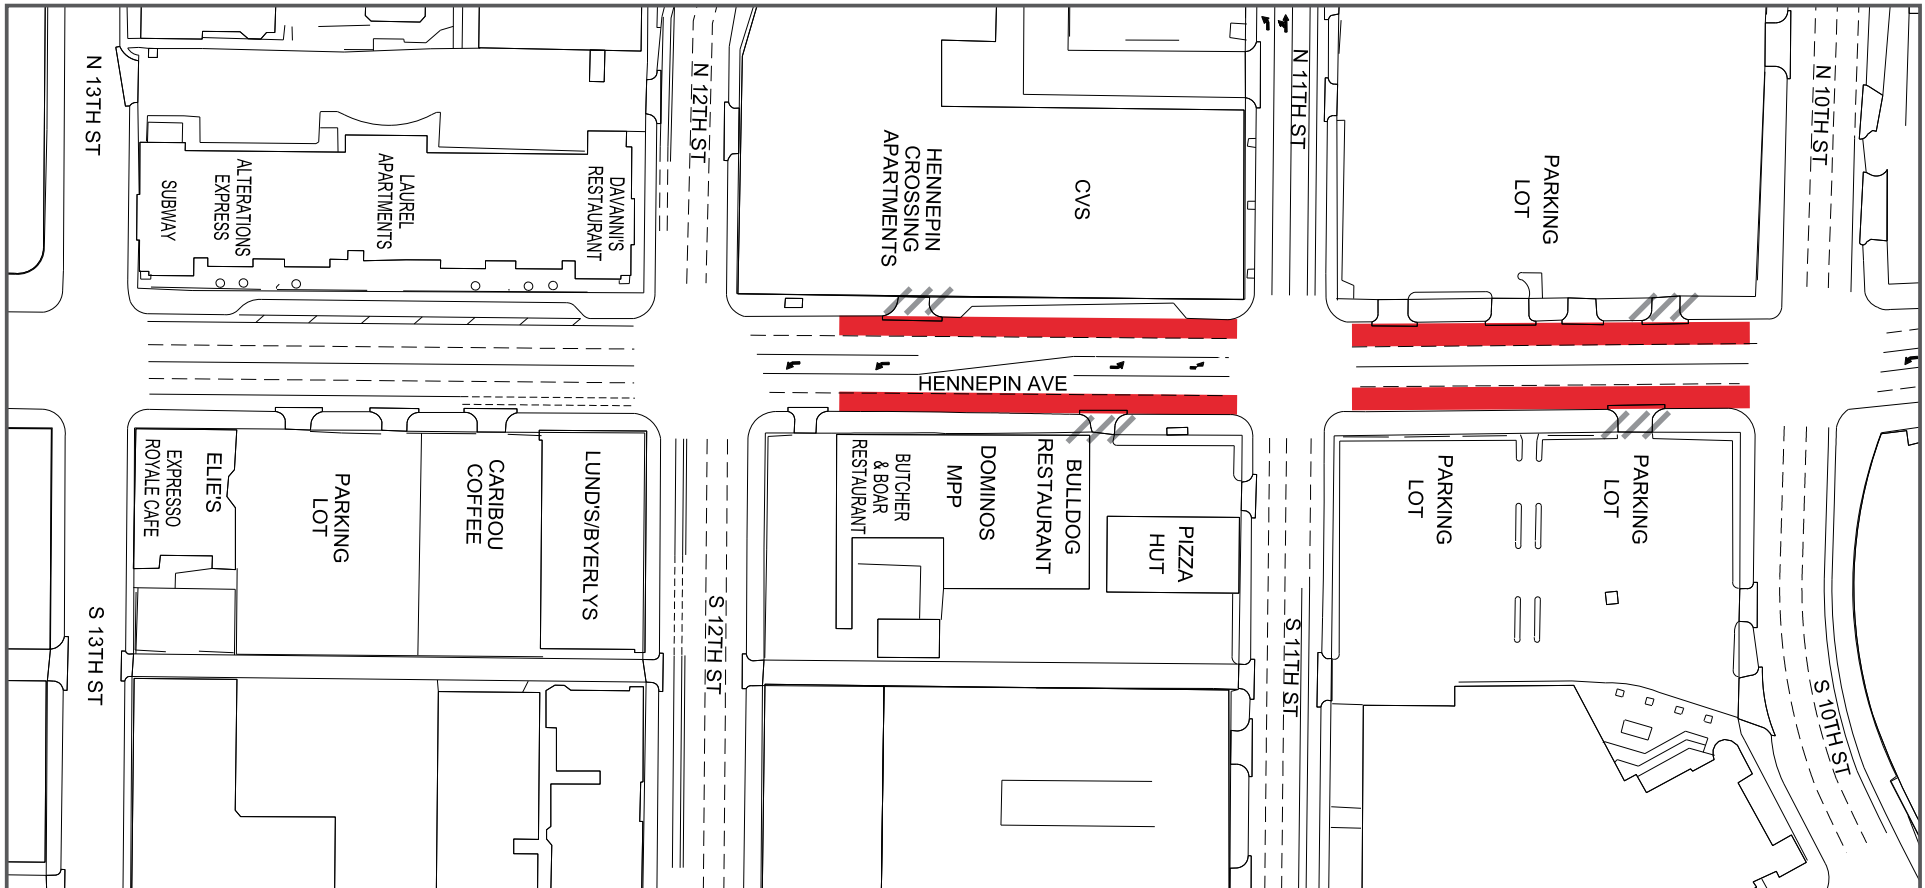 N 13TH ST
N 12TH ST
N 11TH ST
N 10TH ST
SUBWAY
ALTERATIONS
EXPRESS
LAUREL
APARTMENTS
DAVANNI'S
RESTAURANT
HENNEPIN
CROSSING
APARTMENTS
CVS
PARKING
LOT
HENNEPIN AVE
ELIE'S
EXPRESSO
ROYALE CAFE
PARKING
LOT
CARIBOU
COFFEE
LUND'S/BYERLYS
BUTCHER
& BOAR
RESTAURANT
DOMINOS
MPP
BULLDOG
RESTAURANT
PIZZA
HUT
PARKING
LOT
PARKING
LOT
S 13TH ST
S 12TH ST
S 11TH ST
S 10TH ST